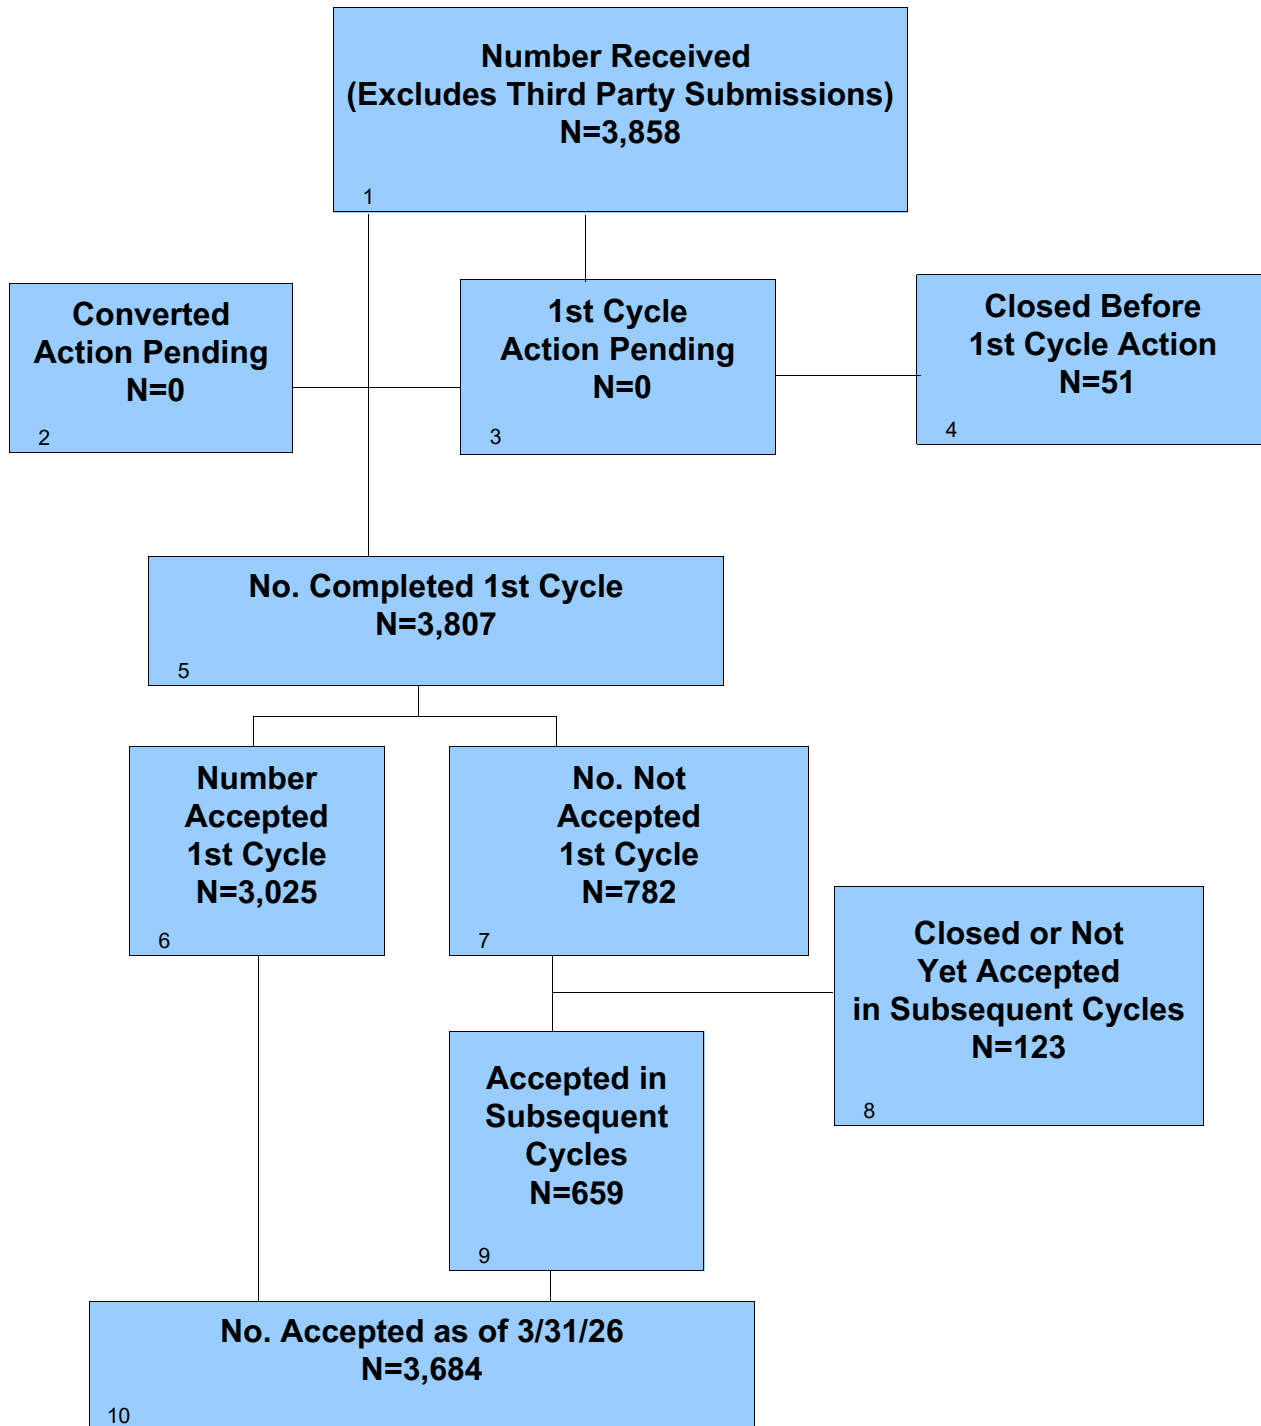 Number Received
(Excludes Third Party Submissions)
N=3,858
1
Converted
Action Pending
N=0
2
1st Cycle
Action Pending
N=0
3
Closed Before
1st Cycle Action
N=51
4
No. Completed 1st Cycle
N=3,807
5
Number
Accepted
1st Cycle
N=3,025
6
No. Not
Accepted
1st Cycle
N=782
7
Closed or Not
Yet Accepted
in Subsequent Cycles
N=123
8
Accepted in
Subsequent
Cycles
N=659
9
No. Accepted as of 3/31/26
N=3,684
10